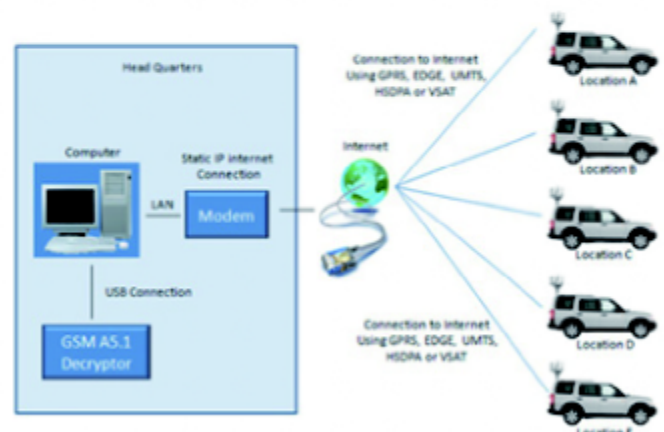 Head Quarters
Computer
Static IP internet
Connection
LAN
Modem
USB Connection
GSM A5.1
Decryptor
Internet
Connection to Internet
Using GPRS, EDGE, UMTS,
HSDPA or VSAT
Connection to Internet
Using GPRS, EDGE, UMTS,
HSDPA or VSAT
Location A
Location B
Location C
Location D
Location E